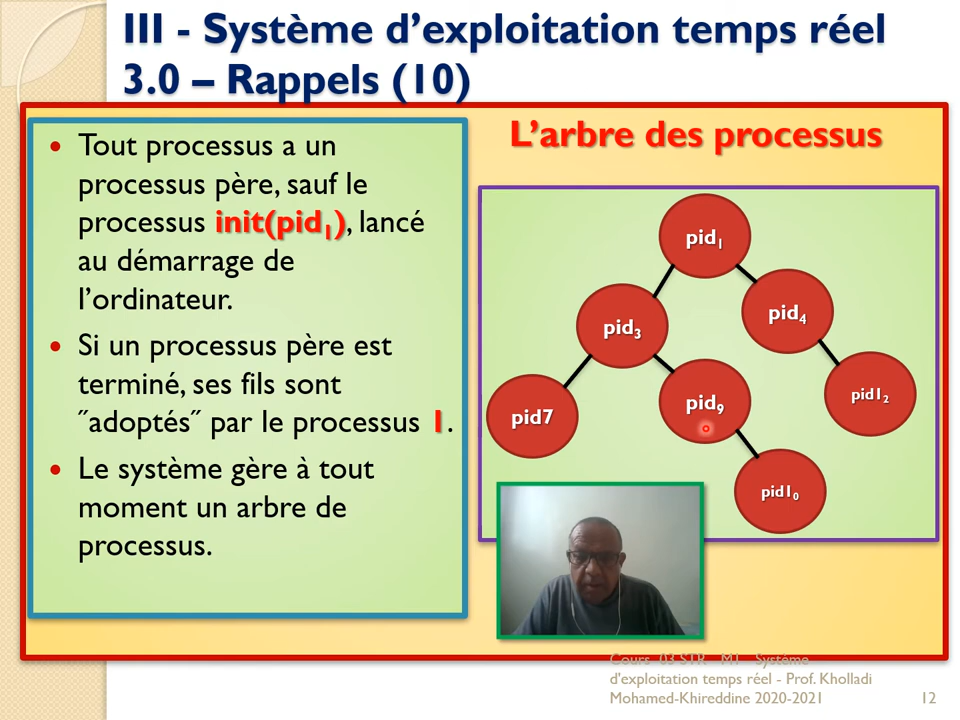 III - Système d’exploitation temps réel
3.0 – Rappels (10)
Tout processus a un
processus père, sauf le
processus init(pid1), lancé
au démarrage de
l’ordinateur.
Si un processus père est
terminé, ses fils sont
˝adoptés˝ par le processus 1.
Le système gère à tout
moment un arbre de
processus.
L’arbre des processus
pid1
pid3
pid4
pid7
pid9
pid12
pid10
Cours 03 STR - M1 - Système
d'exploitation temps réel - Prof. Kholladi
Mohamed-Khireddine 2020-2021
12